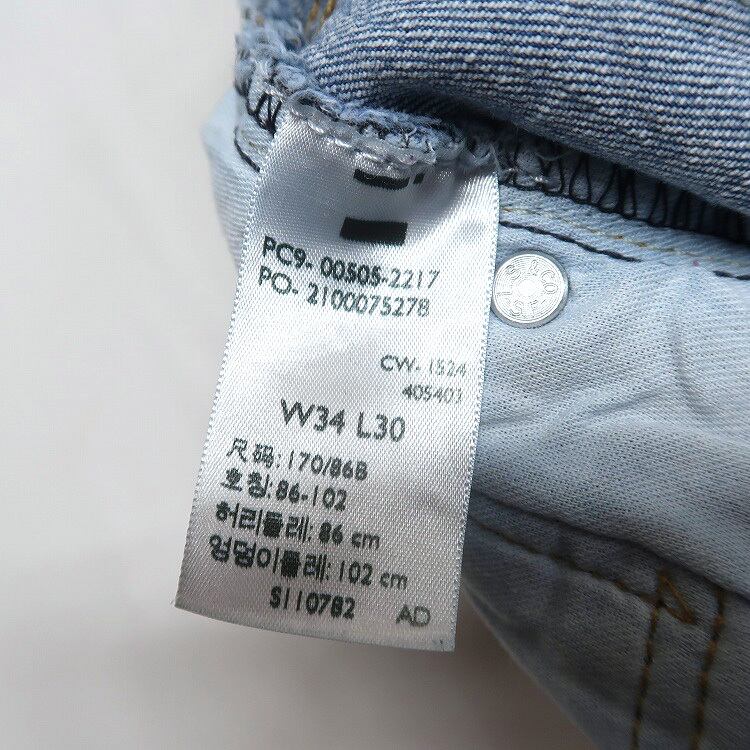 PC9- 00505-2217
PO- 2100075278
CW- 1524
405403
W34 L30
尺码: 170/86B
호칭: 86-102
허리둘레: 86 cm
엉덩이둘레: 102 cm
S110782 AD